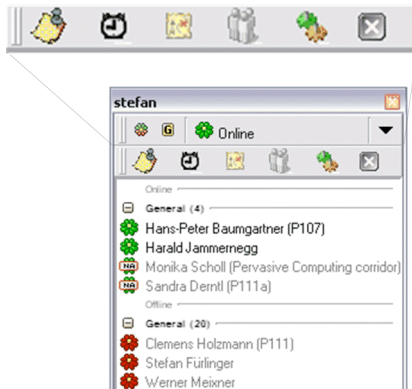 stefan
G Online
Online
General (4)
Hans-Peter Baumgartner (P107)
Harald Jammernegg
NA Monika Scholl (Pervasive Computing corridor)
NA Sandra Derntl (P111a)
Offline
General (20)
Clemens Holzmann (P111)
Stefan Fürlinger
Werner Meixner